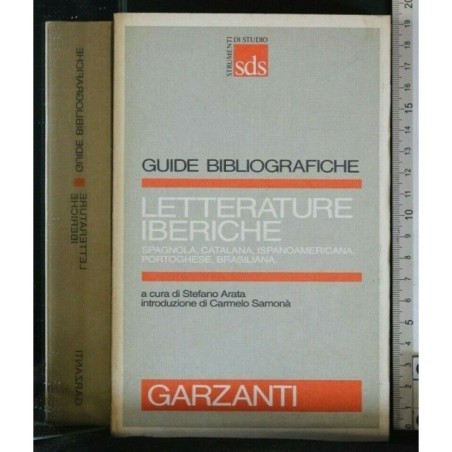 STRUMENTI DI STUDIO
sds
GUIDE BIBLIOGRAFICHE
LETTERATURE
IBERICHE
SPAGNOLA, CATALANA, ISPANOAMERICANA,
PORTOGHESE, BRASILIANA.
a cura di Stefano Arata
introduzione di Carmelo Samonà
GARZANTI
GUIDE BIBLIOGRAFICHE
LETTERATURE
IBERICHE
GARZANTI